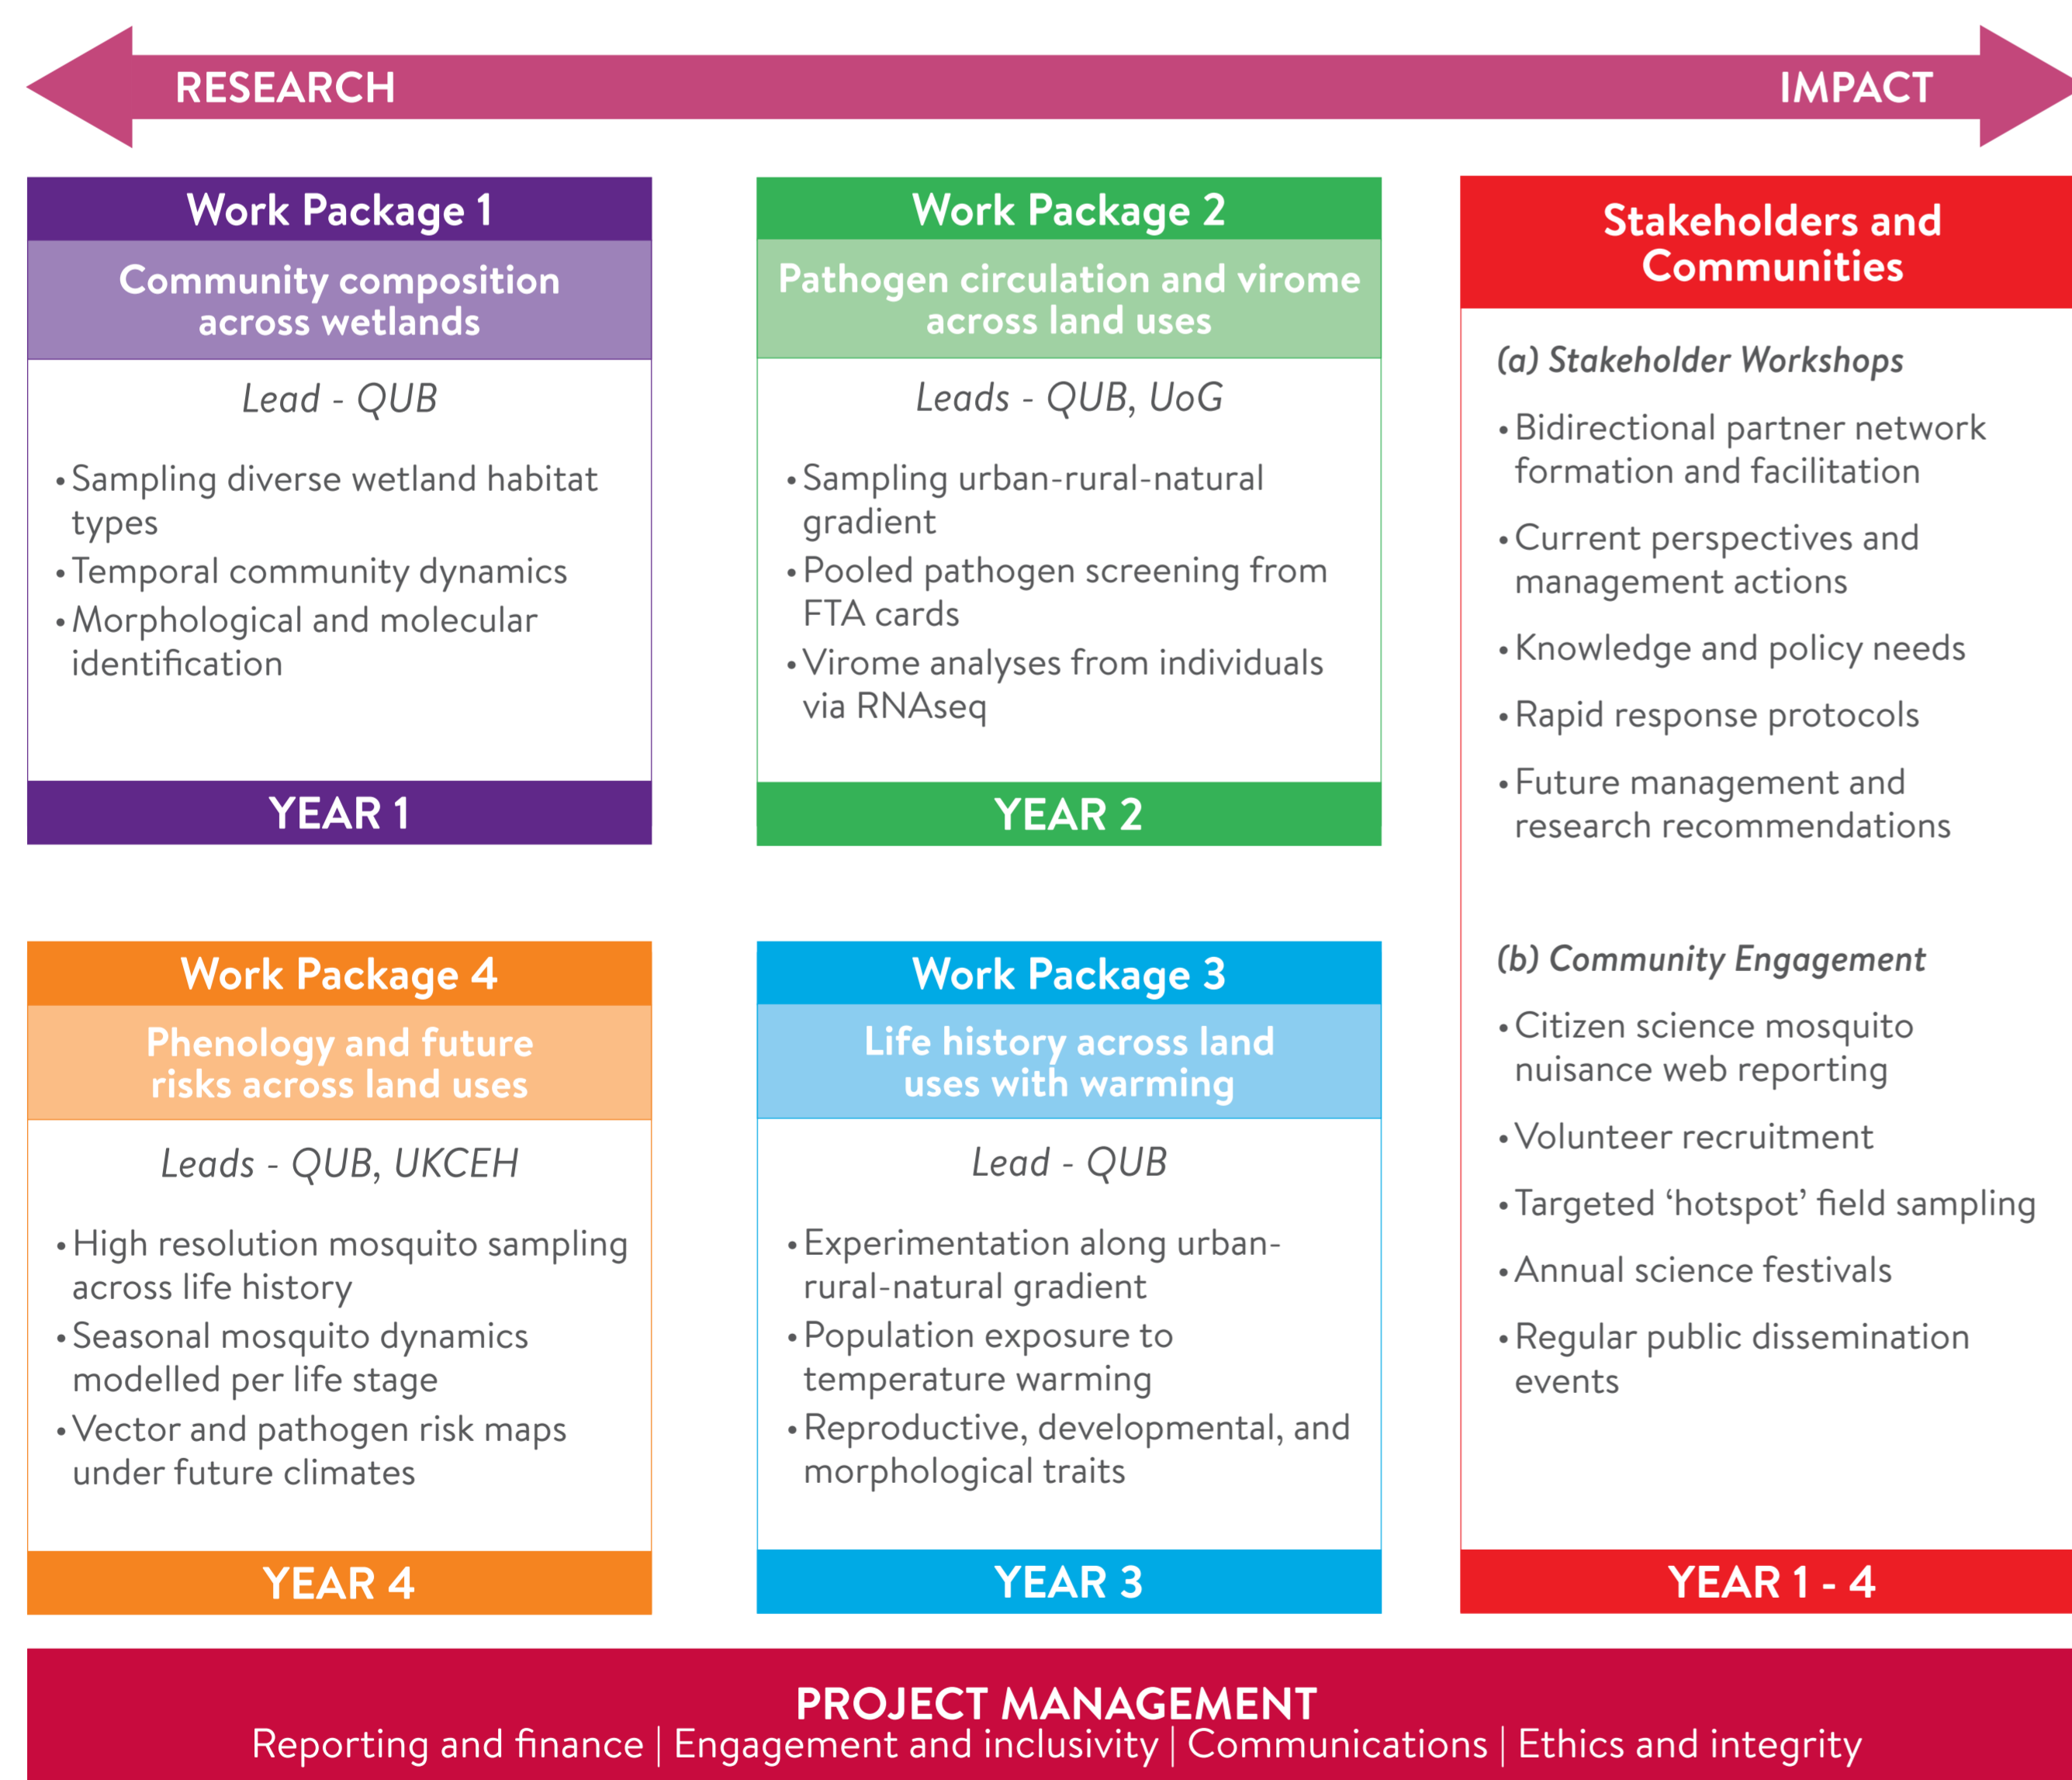 RESEARCH
IMPACT
Work Package 1
Community composition
across wetlands
Lead - QUB
• Sampling diverse wetland habitat
types
• Temporal community dynamics
• Morphological and molecular
identification
YEAR 1
Work Package 2
Pathogen circulation and virome
across land uses
Leads - QUB, UoG
• Sampling urban-rural-natural
gradient
• Pooled pathogen screening from
FTA cards
• Virome analyses from individuals
via RNAseq
YEAR 2
Work Package 4
Phenology and future
risks across land uses
Leads - QUB, UKCEH
• High resolution mosquito sampling
across life history
• Seasonal mosquito dynamics
modelled per life stage
• Vector and pathogen risk maps
under future climates
YEAR 4
Work Package 3
Life history across land
uses with warming
Lead - QUB
• Experimentation along urban-
rural-natural gradient
• Population exposure to
temperature warming
• Reproductive, developmental, and
morphological traits
YEAR 3
Stakeholders and
Communities
(a) Stakeholder Workshops
• Bidirectional partner network
formation and facilitation
• Current perspectives and
management actions
• Knowledge and policy needs
• Rapid response protocols
• Future management and
research recommendations
(b) Community Engagement
• Citizen science mosquito
nuisance web reporting
• Volunteer recruitment
• Targeted ‘hotspot’ field sampling
• Annual science festivals
• Regular public dissemination
events
YEAR 1 - 4
PROJECT MANAGEMENT
Reporting and finance | Engagement and inclusivity | Communications | Ethics and integrity